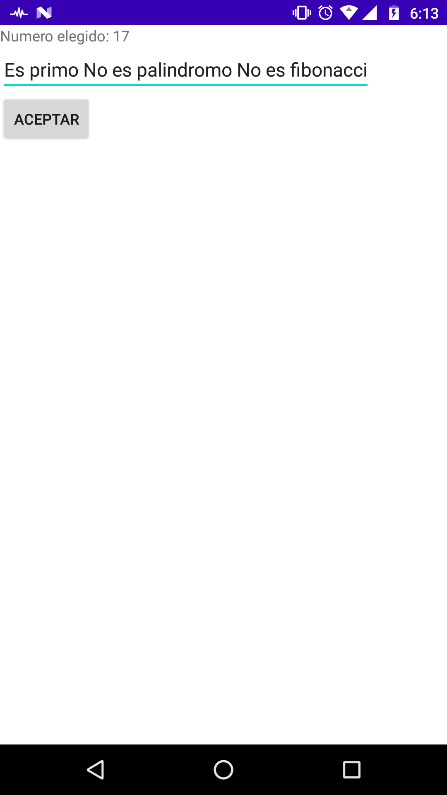 6:13
Numero elegido: 17
Es primo No es palindromo No es fibonacci
ACEPTAR